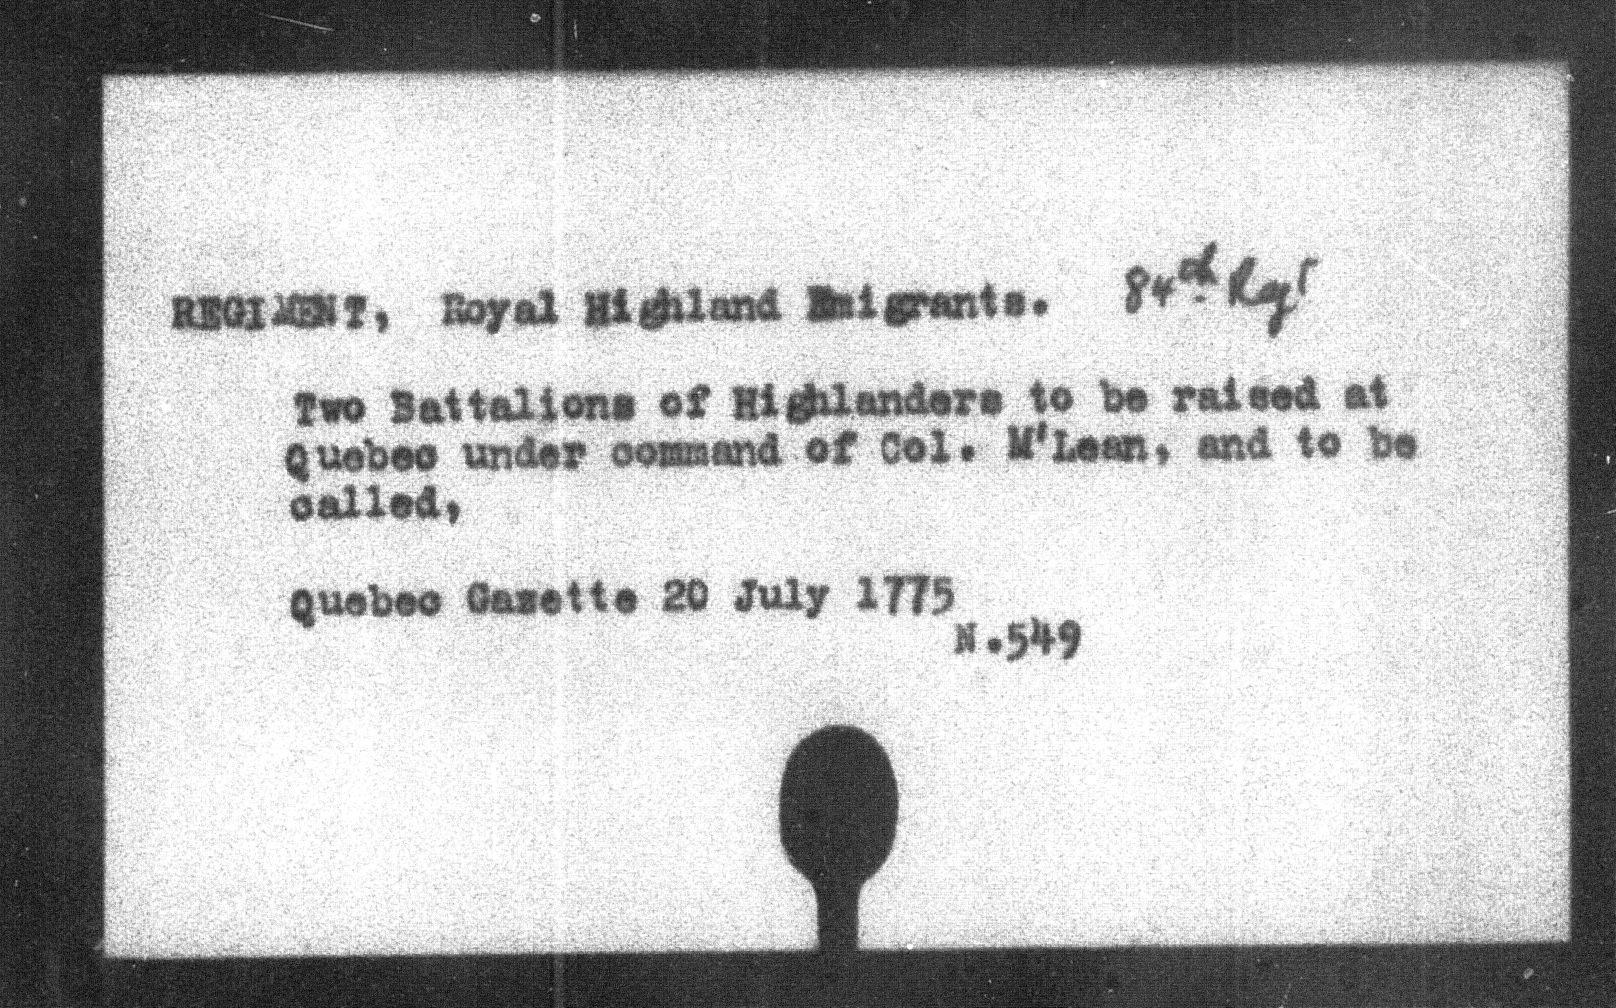 REGIMENT, Royal Highland Emigrants. 84th Regt
Two Battalions of Highlanders to be raised at
Quebec under command of Col. M'Lean, and to be
called,
Quebec Gazette 20 July 1775
N.549